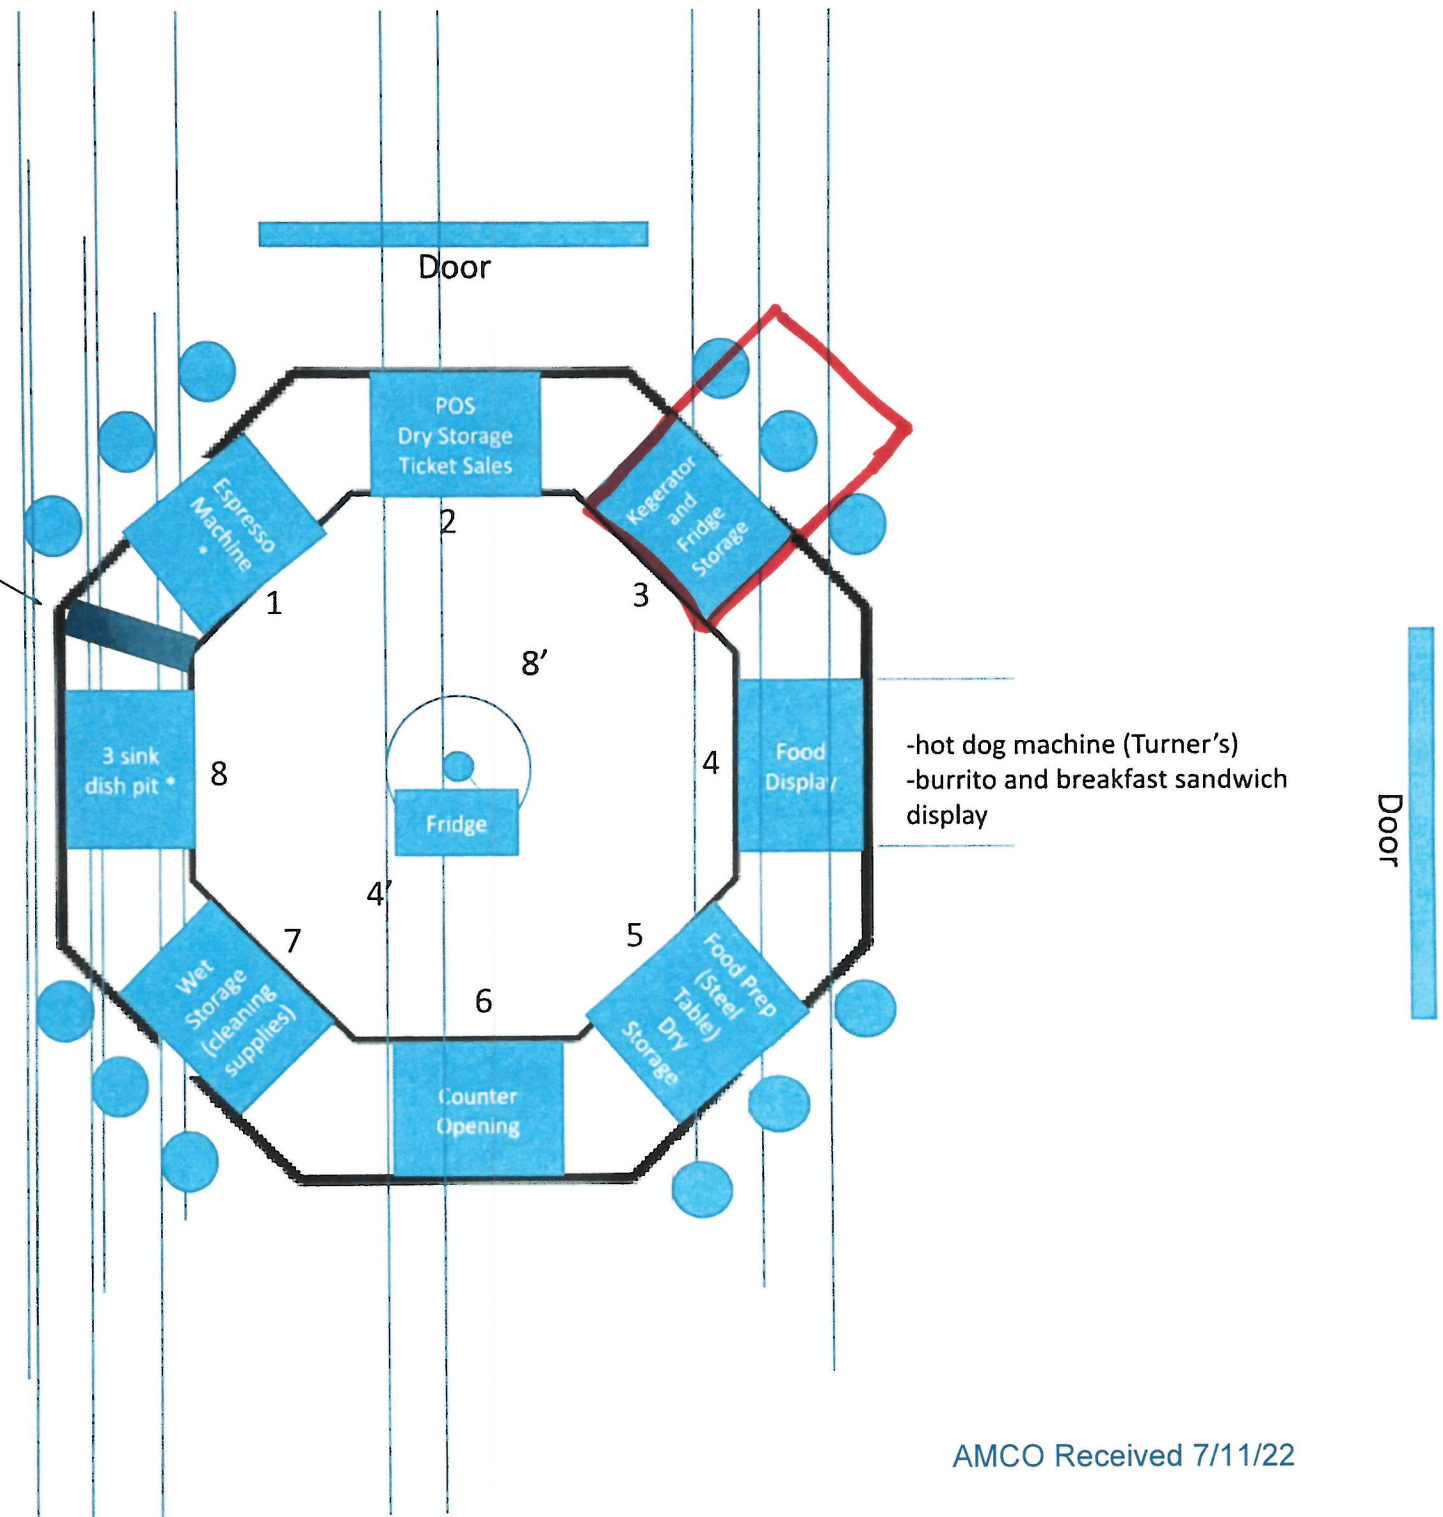 Door
POS
Dry Storage
Ticket Sales
2
Espresso
Machine
*
1
Kegerator
and
Fridge
Storage
3
8’
3 sink
dish pit *
8
Fridge
4
Food
Display
-hot dog machine (Turner’s)
-burrito and breakfast sandwich
display
Door
4’
7
Wet
Storage
(cleaning
supplies)
6
Counter
Opening
5
Food Prep
(Steel
Table)
Dry
Storage
AMCO Received 7/11/22